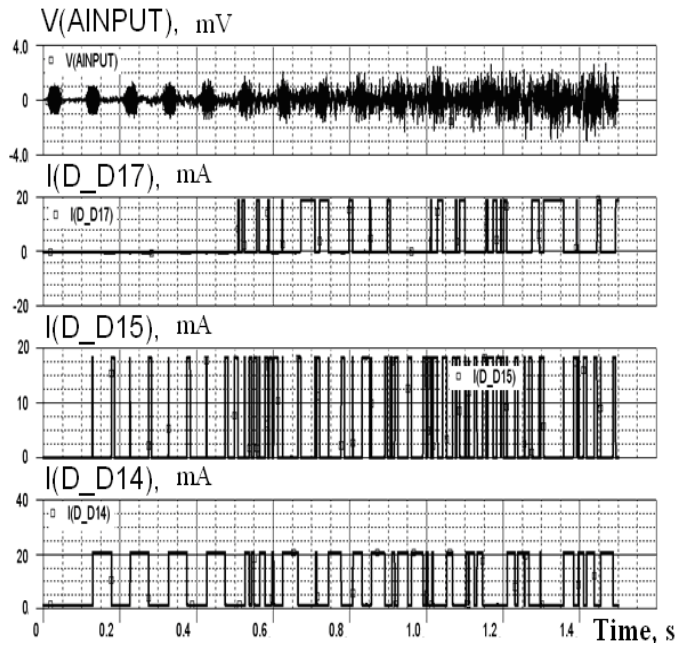 V(AINPUT), mV
4.0
V(AINPUT)
0
-4.0
I(D_D17), mA
20
I(D_D17)
0
-20
I(D_D15), mA
20
I(D_D15)
10
0
I(D_D14), mA
40
I(D_D14)
20
0
0 0.2 0.4 0.6 0.8 1.0 1.2 1.4 Time, s